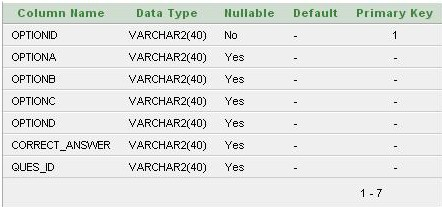 Column Name Data Type Nullable Default Primary Key
OPTIONID VARCHAR2(40) No - 1
OPTIONA VARCHAR2(40) Yes - -
OPTIONB VARCHAR2(40) Yes - -
OPTIONC VARCHAR2(40) Yes - -
OPTIOND VARCHAR2(40) Yes - -
CORRECT_ANSWER VARCHAR2(40) Yes - -
QUES_ID VARCHAR2(40) Yes - -
1 - 7